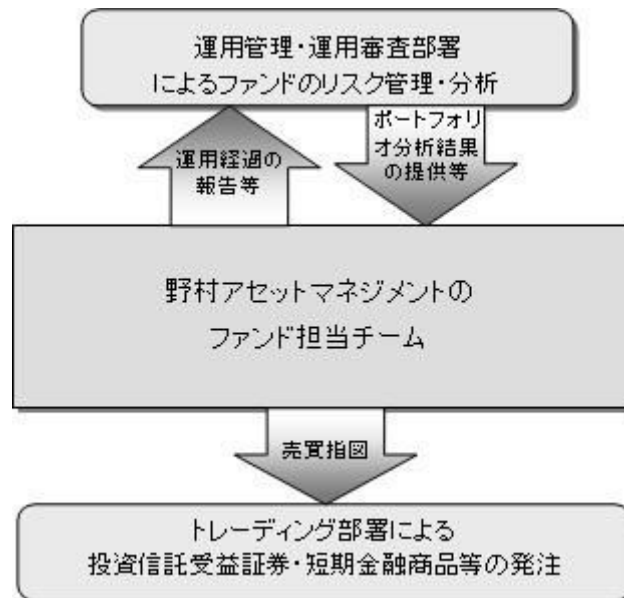 運用管理・運用審査部署
によるファンドのリスク管理・分析
運用経過の
報告等
ポートフォリ
オ分析結果
の提供等
野村アセットマネジメントの
ファンド担当チーム
売買指図
トレーディング部署による
投資信託受益証券・短期金融商品等の発注